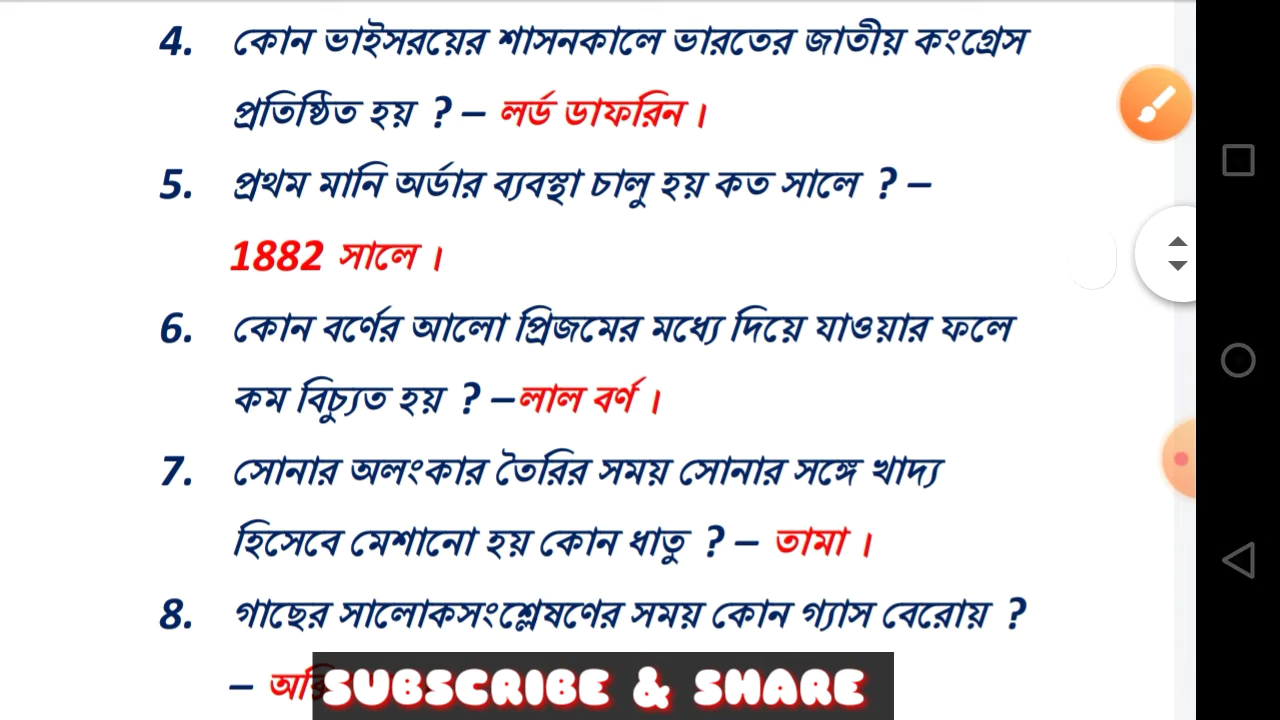 4. কোন ভাইসরয়ের শাসনকালে ভারতের জাতীয় কংগ্রেস
প্রতিষ্ঠিত হয় ? – লর্ড ডাফরিন।
5. প্রথম মানি অর্ডার ব্যবস্থা চালু হয় কত সালে ? –
1882 সালে।
6. কোন বর্ণের আলো প্রিজমের মধ্যে দিয়ে যাওয়ার ফলে
কম বিচ্যুত হয় ? –লাল বর্ণ।
7. সোনার অলংকার তৈরির সময় সোনার সঙ্গে খাদ্য
হিসেবে মেশানো হয় কোন ধাতু ? – তামা।
8. গাছের সালোকসংশ্লেষণের সময় কোন গ্যাস বেরোয় ?
–
SUBSCRIBE & SHARE